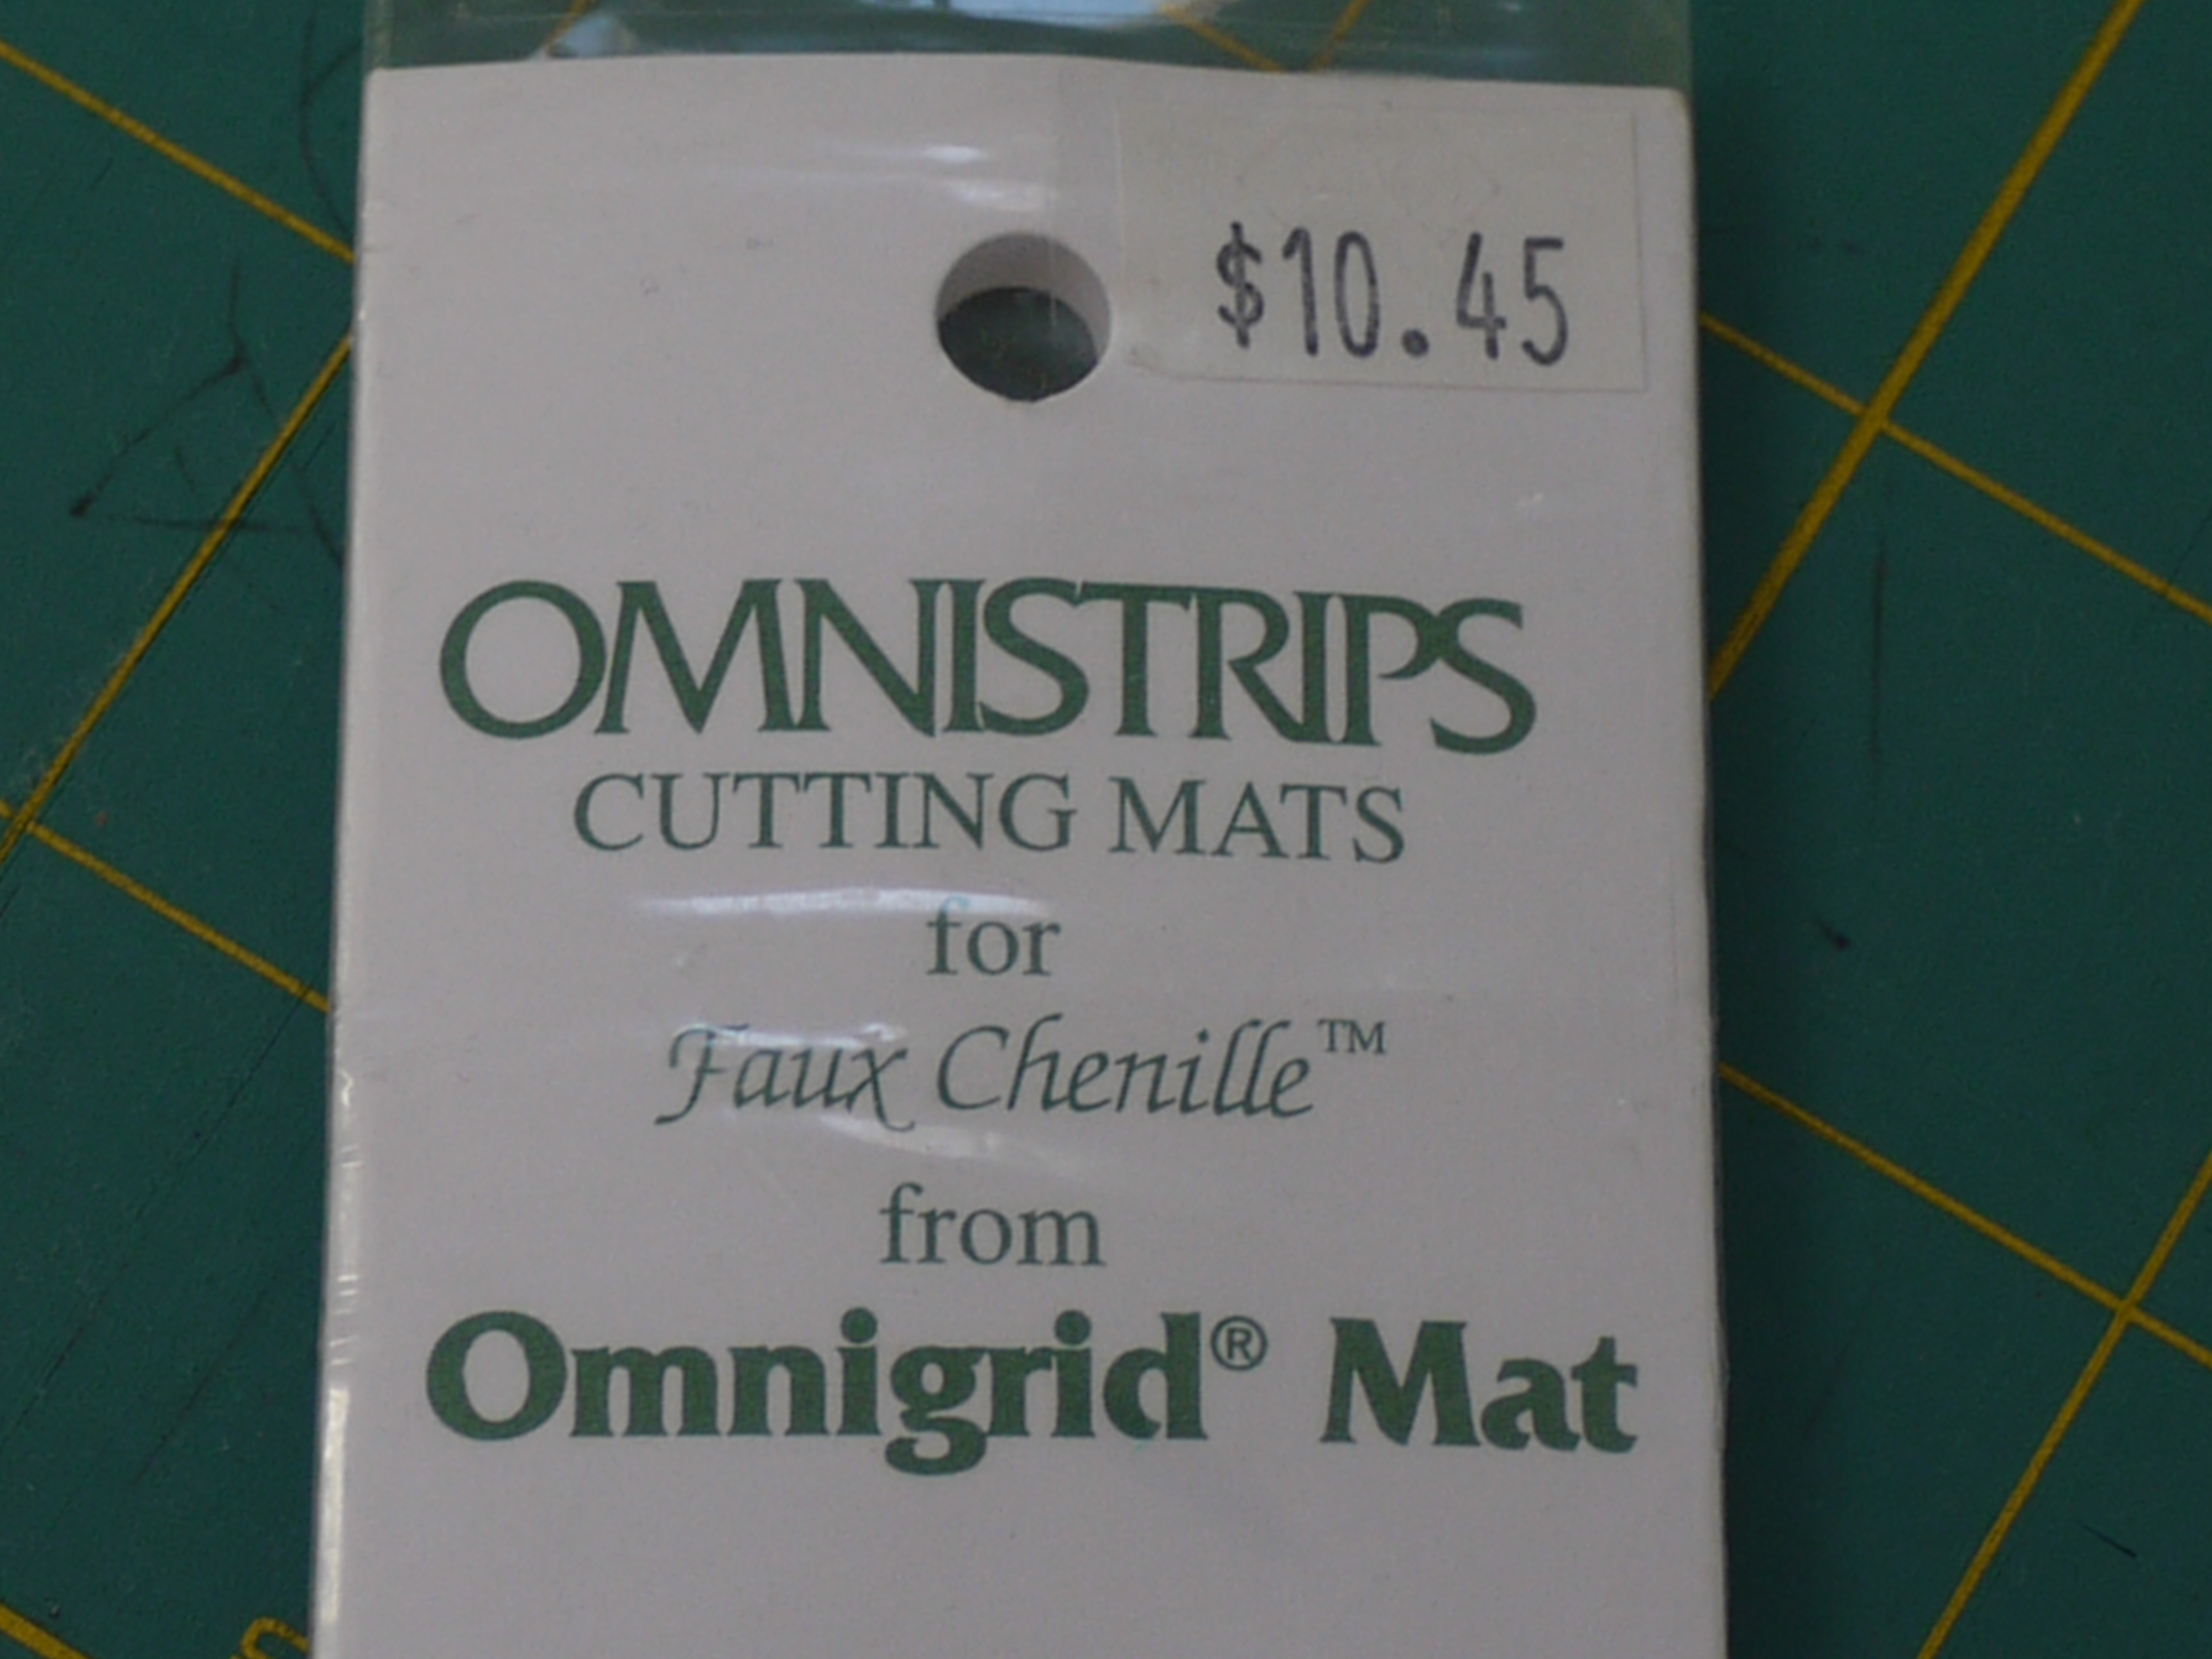 $10.45
OMNISTRIPS
CUTTING MATS
for
Faux Chenille™
from
Omnigrid® Mat